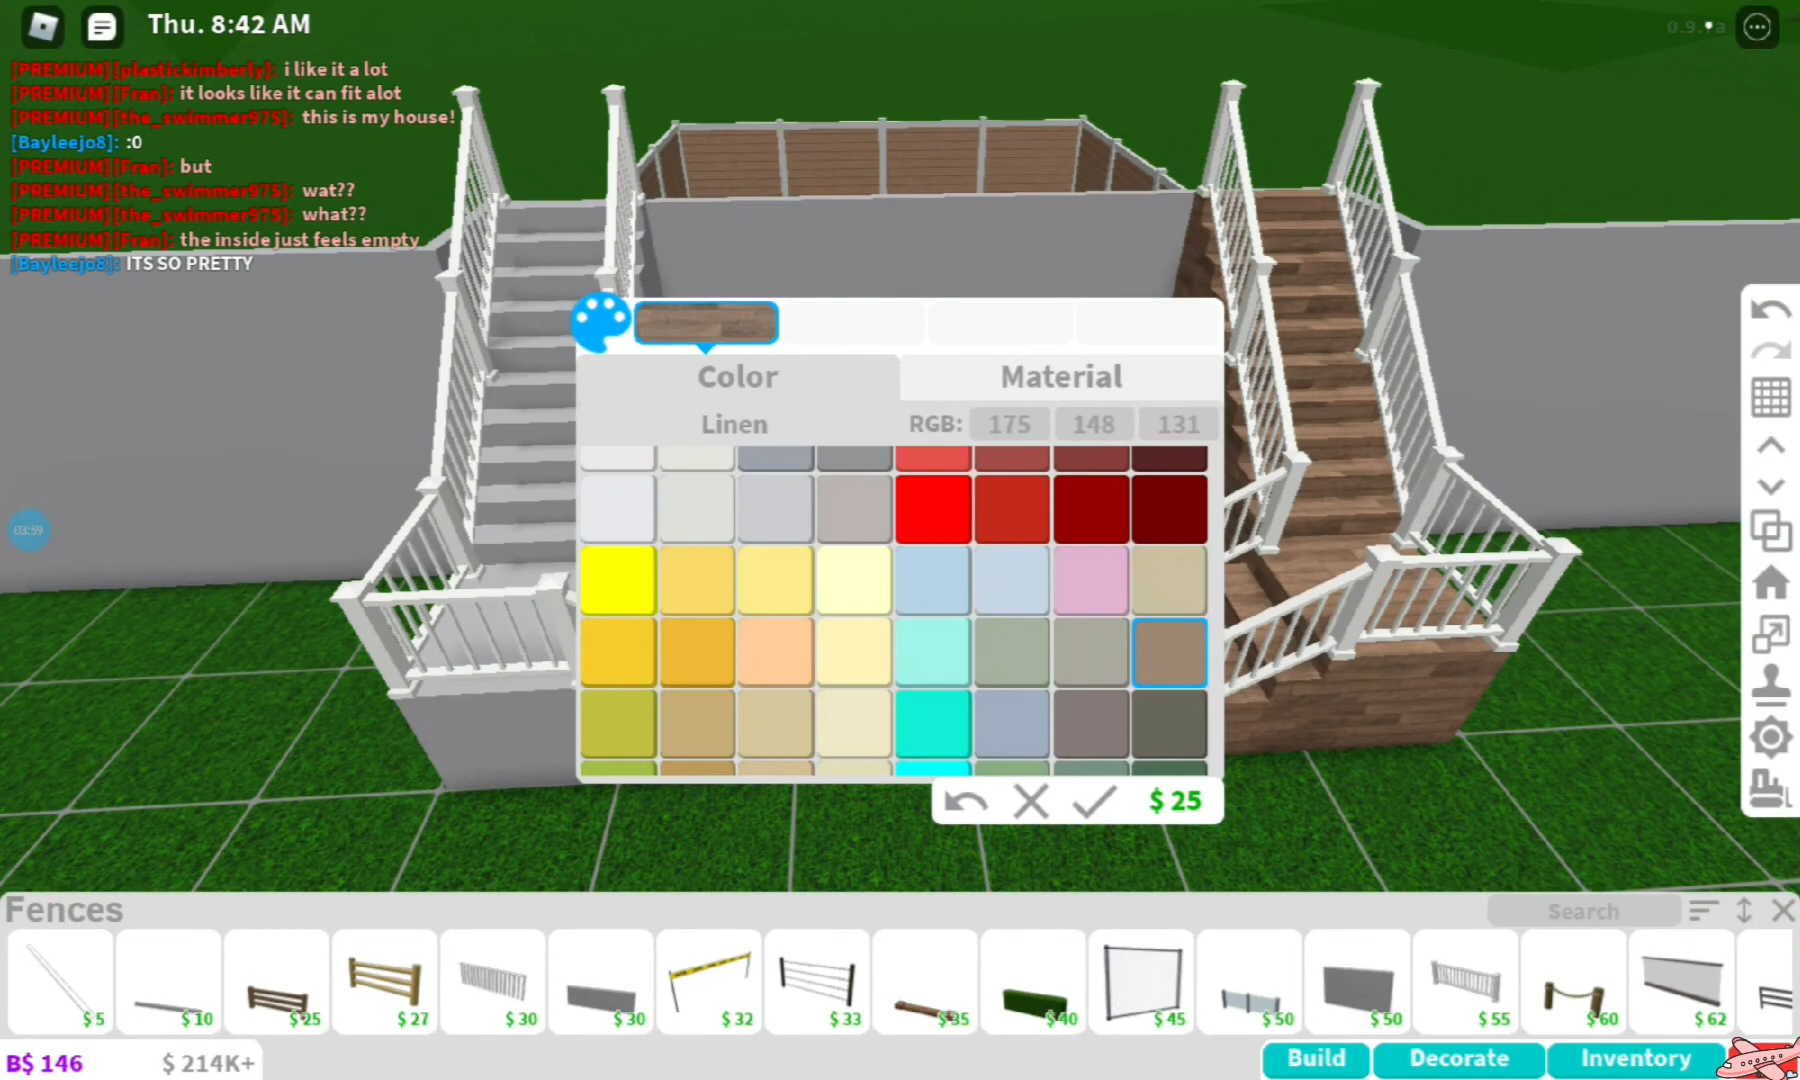 Thu. 8:42 AM
[PREMIUM][plastickimberly]: i like it a lot
[PREMIUM][Fran]: it looks like it can fit alot
[PREMIUM][the_swimmer975]: this is my house!
[Bayleejo8]: :0
[PREMIUM][Fran]: but
[PREMIUM][the_swimmer975]: wat??
[PREMIUM][the_swimmer975]: what??
[PREMIUM][Fran]: the inside just feels empty
[Bayleejo8]: ITS SO PRETTY
Color
Material
Linen
RGB: 175 148 131
03:59
$ 25
Fences
Search
$ 5
$ 10
$ 25
$ 27
$ 30
$ 30
$ 32
$ 33
$ 35
$ 40
$ 45
$ 50
$ 50
$ 55
$ 60
$ 62
B$ 146
$ 214K+
Build
Decorate
Inventory